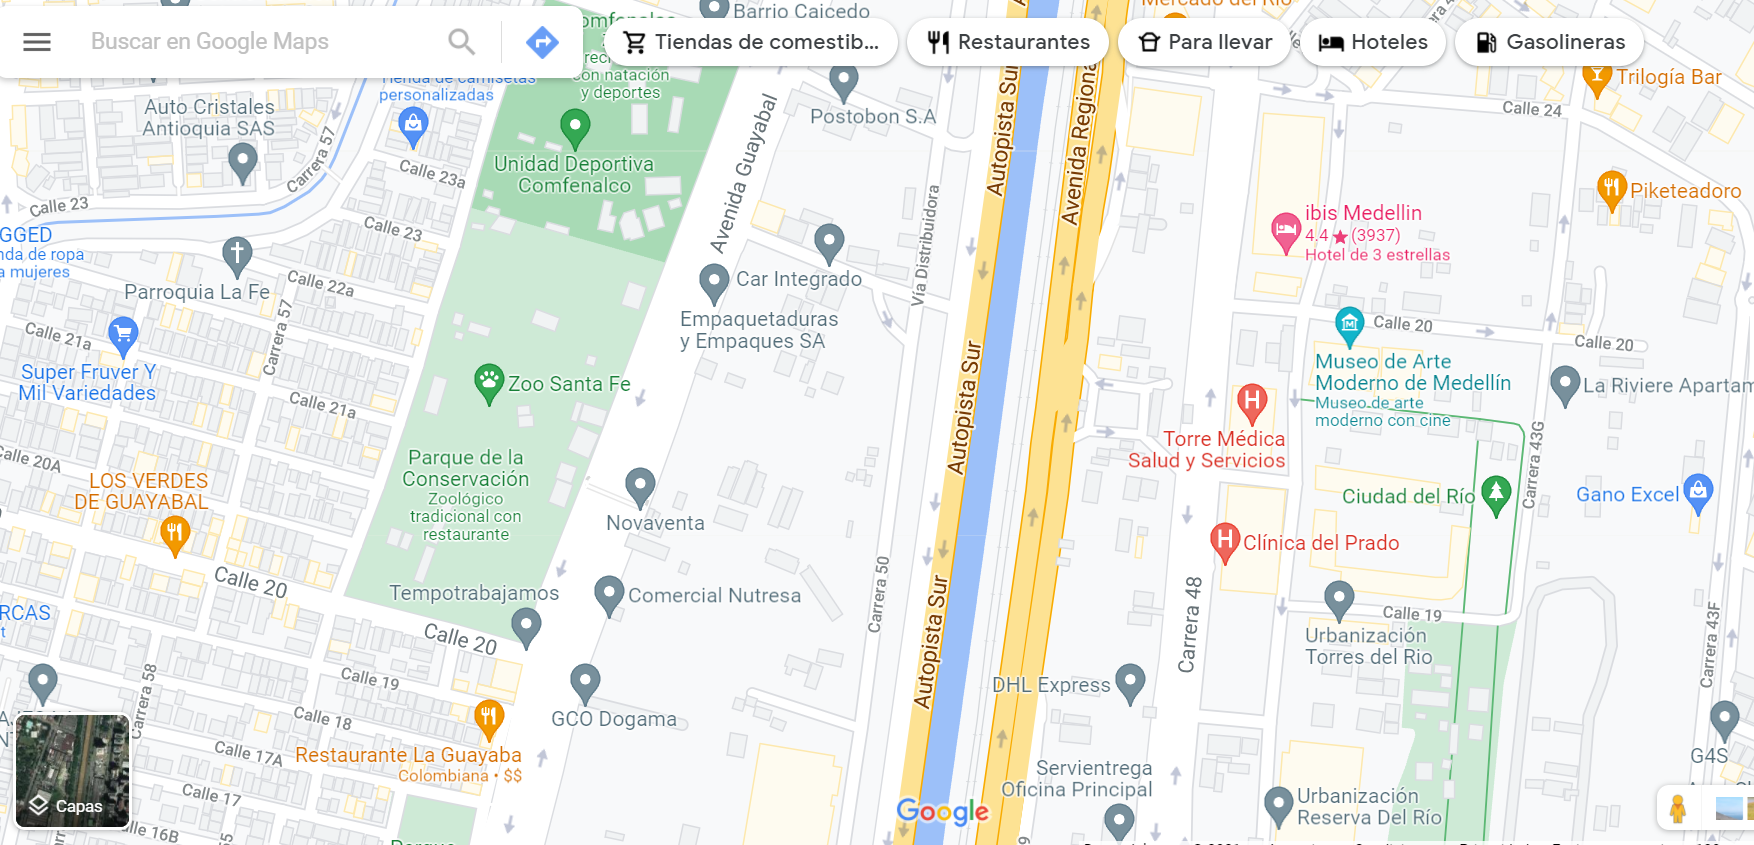 Buscar en Google Maps
Tiendas de comestib...
Restaurantes
Para llevar
Hoteles
Gasolineras
Barrio Caicedo
Mercado del Río
Tienda de camisetas
personalizadas
con natación
y deportes
Unidad Deportiva
Comfenalco
Auto Cristales
Antioquia SAS
Carrera 57
Calle 23a
Calle 23
Calle 23
Avenida Guayabal
Postobon S.A
Autopista Sur
Avenida Regional
Calle 24
Trilogía Bar
Piketeadoro
ibis Medellin
4.4 ★ (3937)
Hotel de 3 estrellas
GGED
nda de ropa
a mujeres
Parroquia La Fe
Calle 22a
Calle 21a
Carrera 57
Super Fruver Y
Mil Variedades
Calle 21a
Car Integrado
Vía Distribuidora
Empaquetaduras
y Empaques SA
Zoo Santa Fe
Autopista Sur
Calle 20
Calle 20
Museo de Arte
Moderno de Medellín
Museo de arte
moderno con cine
La Riviere Apartam
Torre Médica
Salud y Servicios
Carrera 43G
Calle 20A
LOS VERDES
DE GUAYABAL
Parque de la
Conservación
Zoológico
tradicional con
restaurante
Novaventa
Ciudad del Río
Gano Excel
Clínica del Prado
Calle 20
Tempotrabajamos
Comercial Nutresa
Carrera 50
Autopista Sur
Carrera 48
Calle 19
Urbanización
Torres del Rio
Carrera 43F
RCAS
t
Calle 20
Calle 19
Carrera 58
DHL Express
GCO Dogama
Calle 18
Calle 17A
Restaurante La Guayaba
Colombiana • $$
Servientrega
Oficina Principal
G4S
Calle 17
Urbanización
Reserva Del Río
Capas
Google
Calle 16B